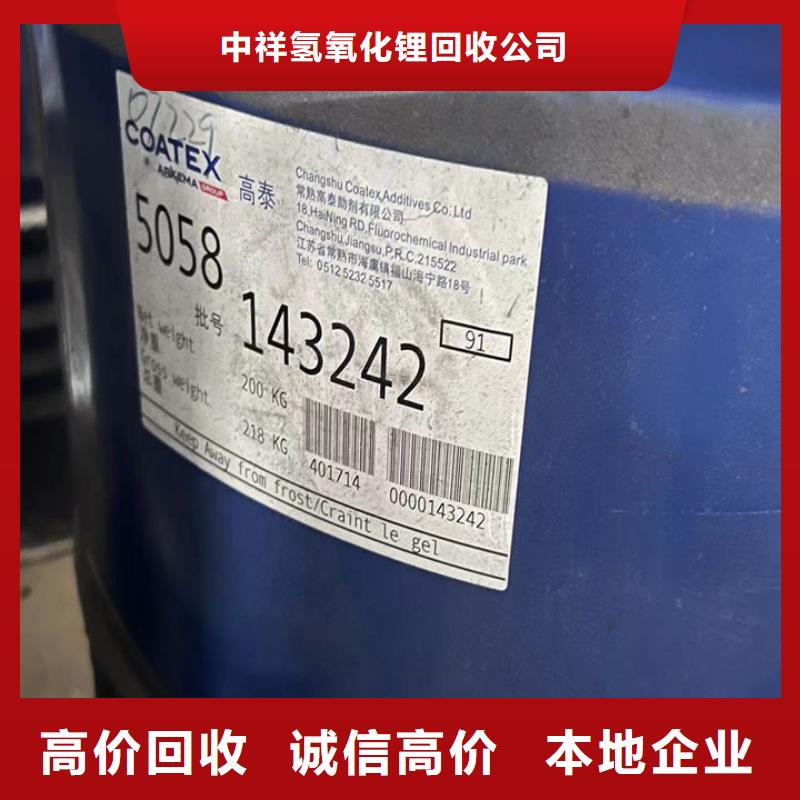 中祥氢氧化锂回收公司
01229
COATEX
ARKEMA GROUP
高泰
Changshu Coatex Additives Co. Ltd
常熟高泰助剂有限公司
18,HaiNing RD,Fluorochemical Industrial park
Changshu,Jiangsu,P.R.C.215522
江苏省常熟市海虞镇福山海宁路18号
Tel: 0512 5232 5517
5058
批号 143242
91
Net weight
净重 200 KG
Gross weight
总重 218 KG
401714
0000143242
Keep Away from frost/Craint le gel
高价回收 诚信高价 本地企业